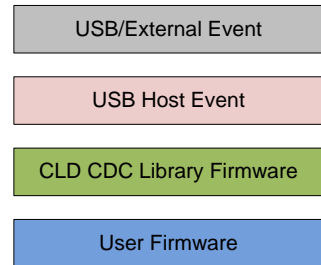 USB/External Event
USB Host Event
CLD CDC Library Firmware
User Firmware